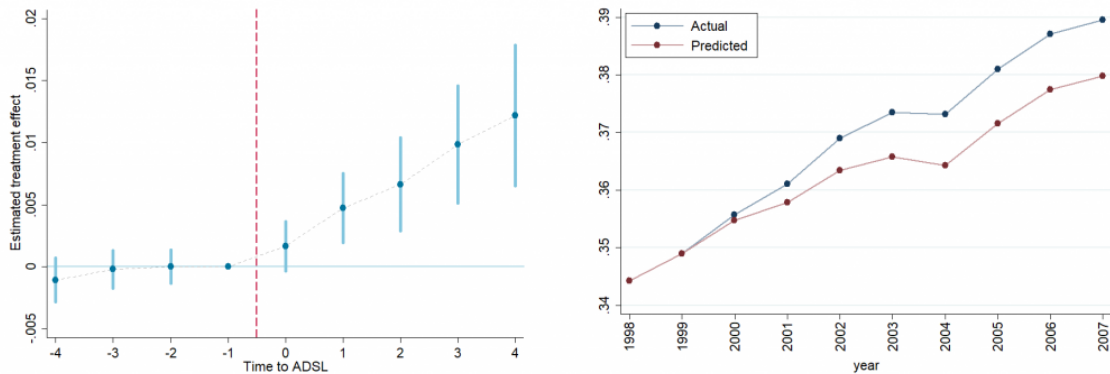 Estimated treatment effect
.02
.015
.01
.005
0
-.005
-4 -3 -2 -1 0 1 2 3 4
Time to ADSL
Actual
Predicted
.39
.38
.37
.36
.35
.34
1998 1999 2000 2001 2002 2003 2004 2005 2006 2007
year